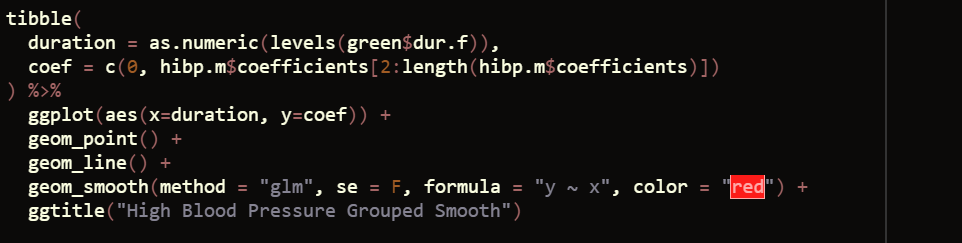 tibble(
  duration = as.numeric(levels(green$dur.f)),
  coef = c(0, hibp.m$coefficients[2:length(hibp.m$coefficients)])
) %>%
  ggplot(aes(x=duration, y=coef)) +
  geom_point() +
  geom_line() +
  geom_smooth(method = "glm", se = F, formula = "y ~ x", color = "red") +
  ggtitle("High Blood Pressure Grouped Smooth")